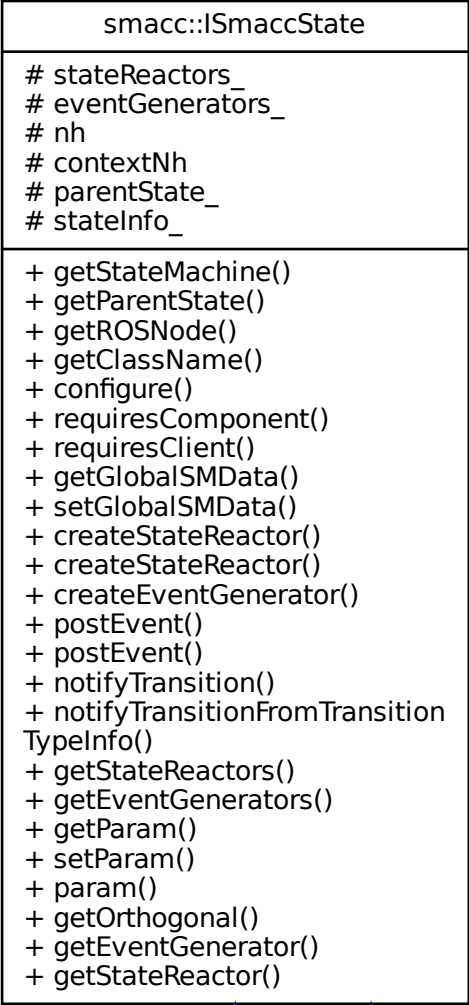 smacc::ISmaccState
# stateReactors_
# eventGenerators_
# nh
# contextNh
# parentState_
# stateInfo_
+ getStateMachine()
+ getParentState()
+ getROSNode()
+ getClassName()
+ configure()
+ requiresComponent()
+ requiresClient()
+ getGlobalSMData()
+ setGlobalSMData()
+ createStateReactor()
+ createStateReactor()
+ createEventGenerator()
+ postEvent()
+ postEvent()
+ notifyTransition()
+ notifyTransitionFromTransition
TypeInfo()
+ getStateReactors()
+ getEventGenerators()
+ getParam()
+ setParam()
+ param()
+ getOrthogonal()
+ getEventGenerator()
+ getStateReactor()